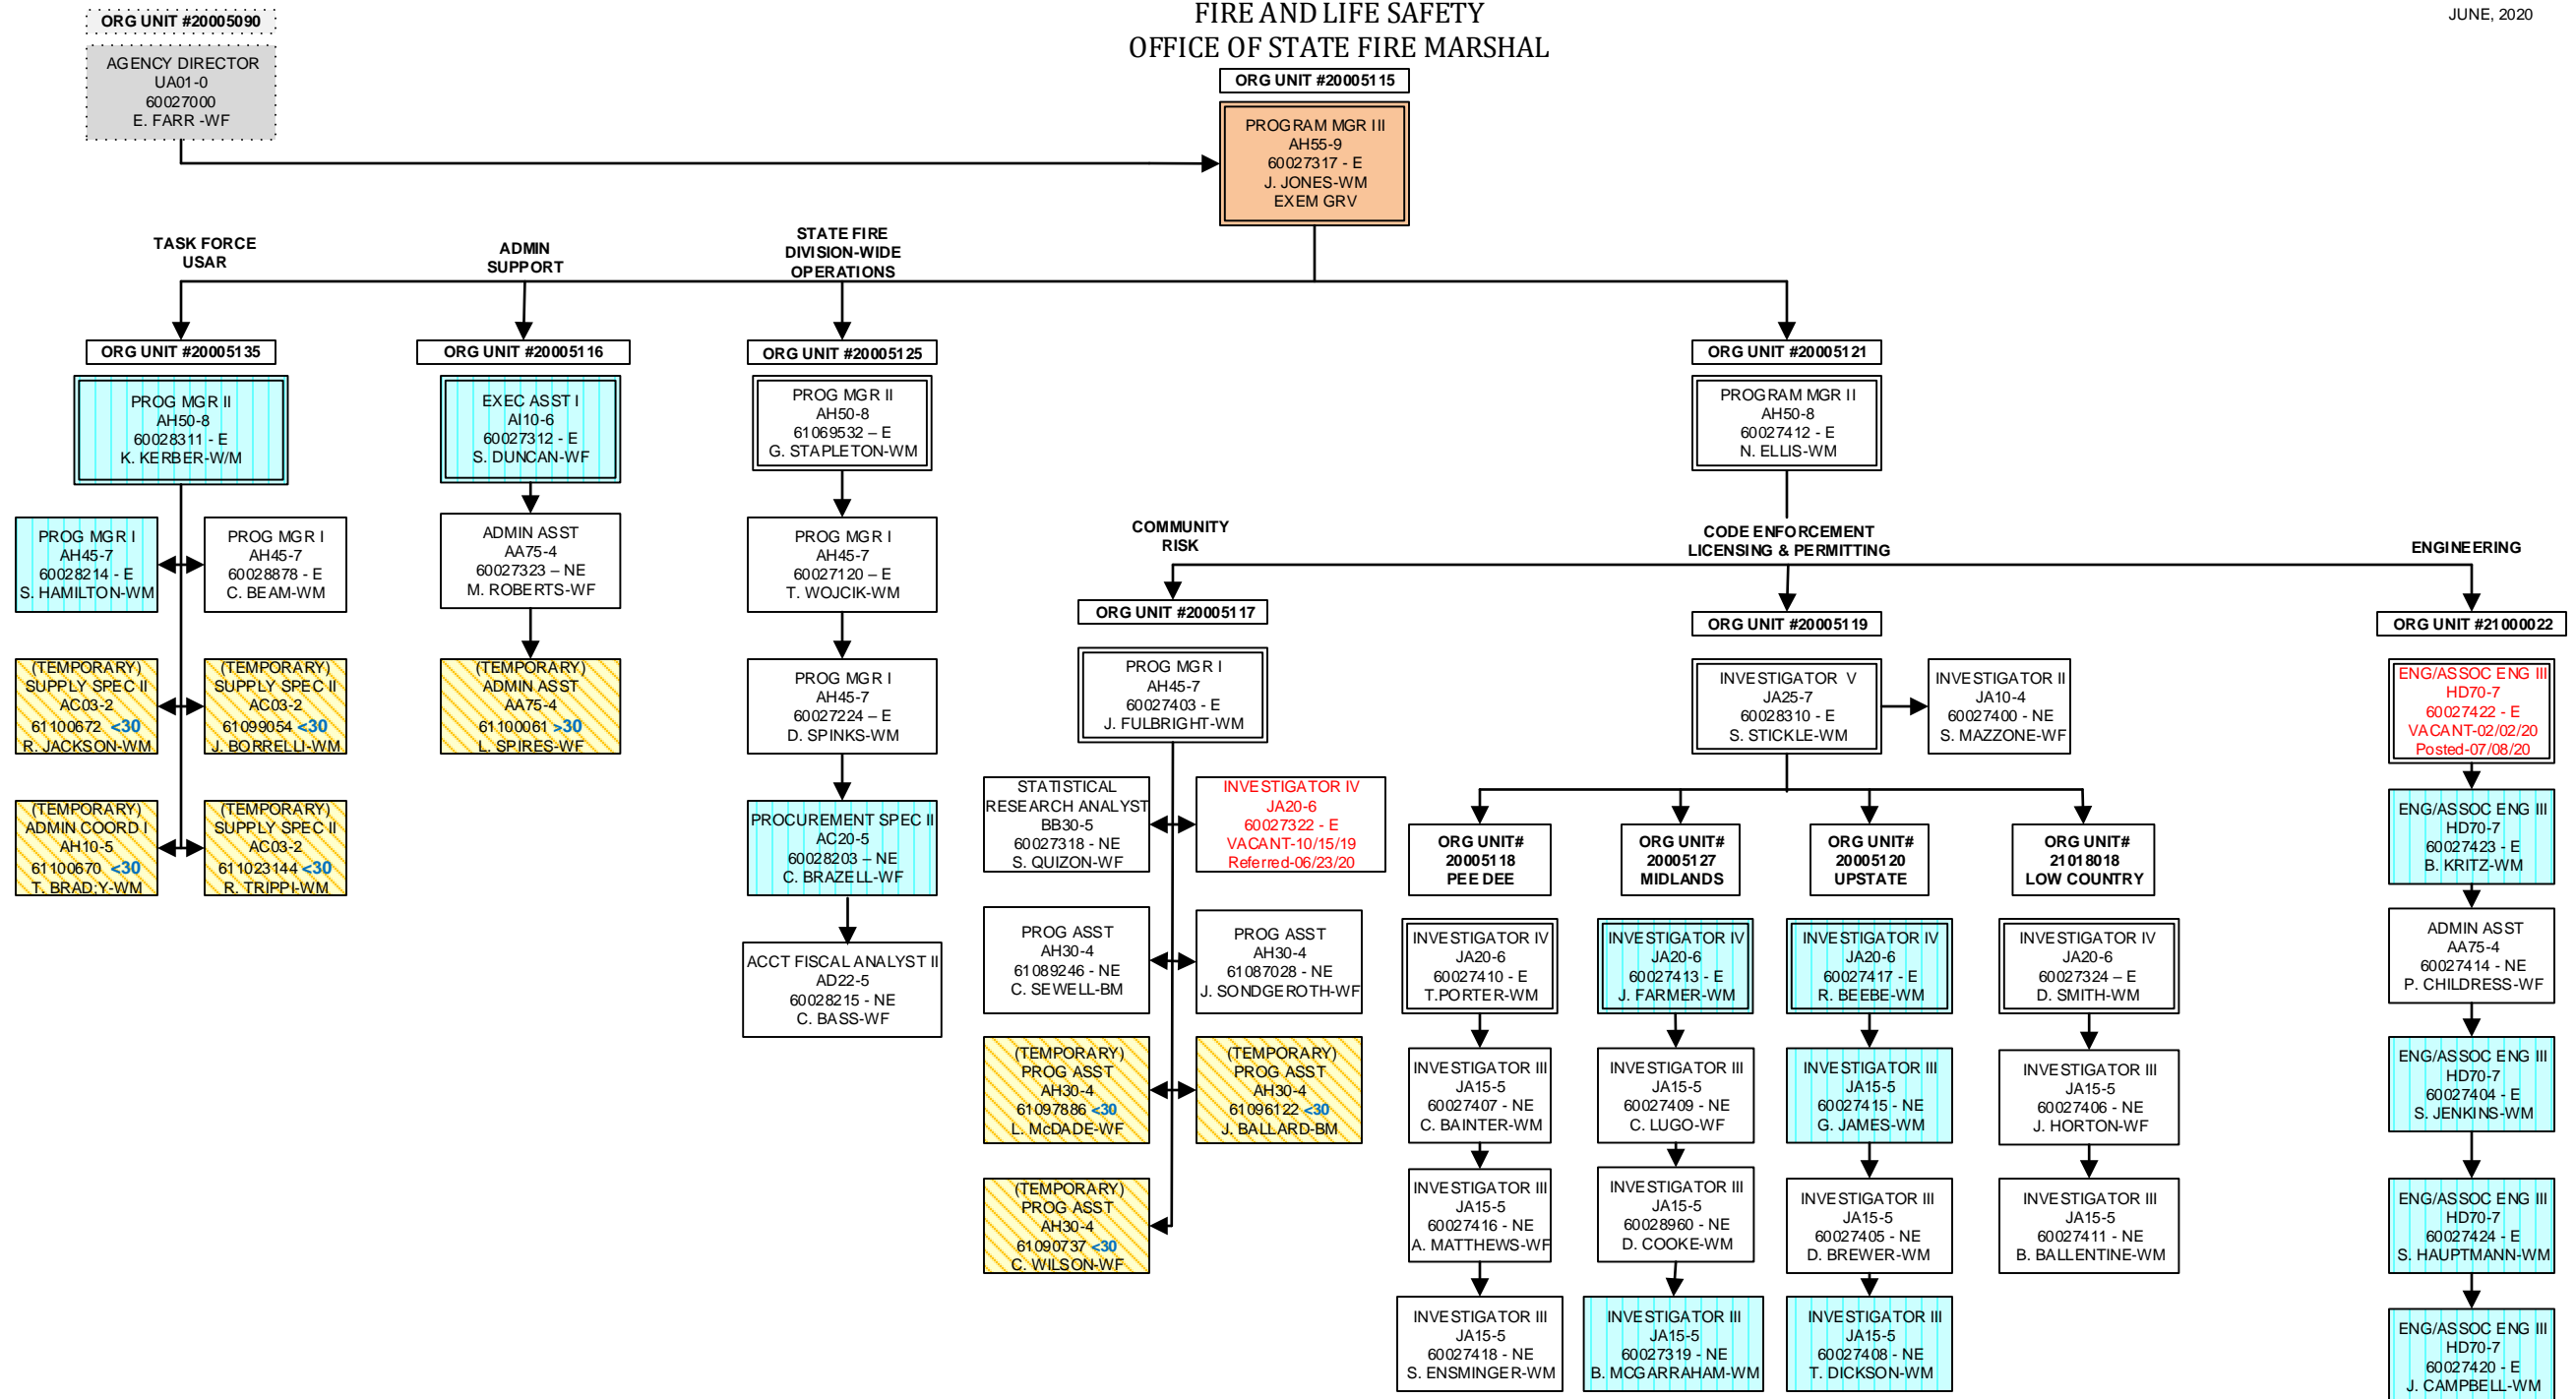 ORG UNIT #20005090
FIRE AND LIFE SAFETY
OFFICE OF STATE FIRE MARSHAL
JUNE, 2020
AGENCY DIRECTOR
UA01-0
60027000
E. FARR -WF
ORG UNIT #20005115
PROGRAM MGR III
AH55-9
60027317 - E
J. JONES-WM
EXEM GRV
TASK FORCE
USAR
ADMIN
SUPPORT
STATE FIRE
DIVISION-WIDE
OPERATIONS
ORG UNIT #20005135
PROG MGR II
AH50-8
60028311 - E
K. KERBER-W/M
PROG MGR I
AH45-7
60028214 - E
S. HAMILTON-WM
PROG MGR I
AH45-7
60028878 - E
C. BEAM-WM
(TEMPORARY)
SUPPLY SPEC II
AC03-2
61100672 <30
R. JACKSON-WM
(TEMPORARY)
SUPPLY SPEC II
AC03-2
61099054 <30
J. BORRELLI-WM
(TEMPORARY)
ADMIN COORD I
AH10-5
61100670 <30
T. BRAD;Y-WM
(TEMPORARY)
SUPPLY SPEC II
AC03-2
611023144 <30
R. TRIPPI-WM
ORG UNIT #20005116
EXEC ASST I
AI10-6
60027312 - E
S. DUNCAN-WF
ADMIN ASST
AA75-4
60027323 – NE
M. ROBERTS-WF
(TEMPORARY)
ADMIN ASST
AA75-4
61100061 >30
L. SPIRES-WF
ORG UNIT #20005125
PROG MGR II
AH50-8
61069532 – E
G. STAPLETON-WM
PROG MGR I
AH45-7
60027120 – E
T. WOJCIK-WM
PROG MGR I
AH45-7
60027224 – E
D. SPINKS-WM
PROCUREMENT SPEC II
AC20-5
60028203 – NE
C. BRAZELL-WF
ACCT FISCAL ANALYST II
AD22-5
60028215 - NE
C. BASS-WF
ORG UNIT #20005121
PROGRAM MGR II
AH50-8
60027412 - E
N. ELLIS-WM
COMMUNITY
RISK
CODE ENFORCEMENT
LICENSING & PERMITTING
ENGINEERING
ORG UNIT #20005117
PROG MGR I
AH45-7
60027403 - E
J. FULBRIGHT-WM
STATISTICAL
RESEARCH ANALYST
BB30-5
60027318 - NE
S. QUIZON-WF
INVESTIGATOR IV
JA20-6
60027322 - E
VACANT-10/15/19
Referred-06/23/20
PROG ASST
AH30-4
61089246 - NE
C. SEWELL-BM
PROG ASST
AH30-4
61087028 - NE
J. SONDGEROTH-WF
(TEMPORARY)
PROG ASST
AH30-4
61097886 <30
L. McDADE-WF
(TEMPORARY)
PROG ASST
AH30-4
61096122 <30
J. BALLARD-BM
(TEMPORARY)
PROG ASST
AH30-4
61090737 <30
C. WILSON-WF
ORG UNIT #20005119
INVESTIGATOR V
JA25-7
60028310 - E
S. STICKLE-WM
INVESTIGATOR II
JA10-4
60027400 - NE
S. MAZZONE-WF
ORG UNIT#
20005118
PEE DEE
INVESTIGATOR IV
JA20-6
60027410 - E
T.PORTER-WM
INVESTIGATOR III
JA15-5
60027407 - NE
C. BAINTER-WM
INVESTIGATOR III
JA15-5
60027416 - NE
A. MATTHEWS-WF
INVESTIGATOR III
JA15-5
60027418 - NE
S. ENSMINGER-WM
ORG UNIT#
20005127
MIDLANDS
INVESTIGATOR IV
JA20-6
60027413 - E
J. FARMER-WM
INVESTIGATOR III
JA15-5
60027409 - NE
C. LUGO-WF
INVESTIGATOR III
JA15-5
60028960 - NE
D. COOKE-WM
INVESTIGATOR III
JA15-5
60027319 - NE
B. MCGARRAHAM-WM
ORG UNIT#
20005120
UPSTATE
INVESTIGATOR IV
JA20-6
60027417 - E
R. BEEBE-WM
INVESTIGATOR III
JA15-5
60027415 - NE
G. JAMES-WM
INVESTIGATOR III
JA15-5
60027405 - NE
D. BREWER-WM
INVESTIGATOR III
JA15-5
60027408 - NE
T. DICKSON-WM
ORG UNIT#
21018018
LOW COUNTRY
INVESTIGATOR IV
JA20-6
60027324 – E
D. SMITH-WM
INVESTIGATOR III
JA15-5
60027406 - NE
J. HORTON-WF
INVESTIGATOR III
JA15-5
60027411 - NE
B. BALLENTINE-WM
ORG UNIT #21000022
ENG/ASSOC ENG III
HD70-7
60027422 - E
VACANT-02/02/20
Posted-07/08/20
ENG/ASSOC ENG III
HD70-7
60027423 - E
B. KRITZ-WM
ADMIN ASST
AA75-4
60027414 - NE
P. CHILDRESS-WF
ENG/ASSOC ENG III
HD70-7
60027404 - E
S. JENKINS-WM
ENG/ASSOC ENG III
HD70-7
60027424 - E
S. HAUPTMANN-WM
ENG/ASSOC ENG III
HD70-7
60027420 - E
J. CAMPBELL-WM